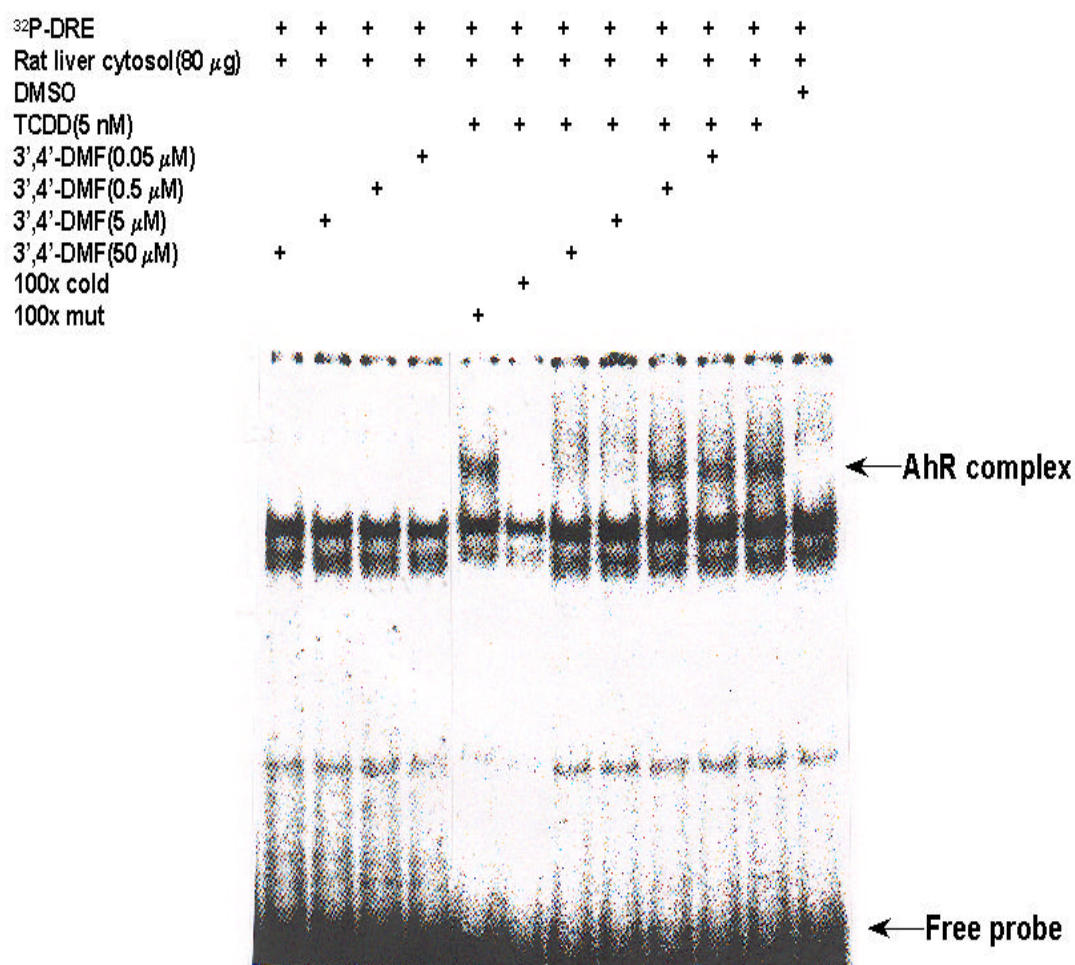 ³²P-DRE + + + + + + + + + + + +
Rat liver cytosol(80 μg) + + + + + + + + + + + +
DMSO +
TCDD(5 nM) + + + + + + +
3',4'-DMF(0.05 μM) + +
3',4'-DMF(0.5 μM) + +
3',4'-DMF(5 μM) + +
3',4'-DMF(50 μM) + +
100x cold +
100x mut +
AhR complex
Free probe